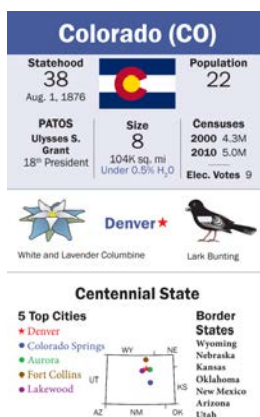 Colorado (CO)
Statehood
38
Aug. 1, 1876
Population
22
PATOS
Ulysses S.
Grant
18th President
Size
8
104K sq. mi
Under 0.5% H2O
Censuses
2000 4.3M
2010 5.0M
Elec. Votes 9
Denver
White and Lavender Columbine
Lark Bunting
Centennial State
5 Top Cities
Denver
Colorado Springs
Aurora
Fort Collins
Lakewood
WY
NE
UT
KS
AZ
NM
OK
Border
States
Wyoming
Nebraska
Kansas
Oklahoma
New Mexico
Arizona
Utah